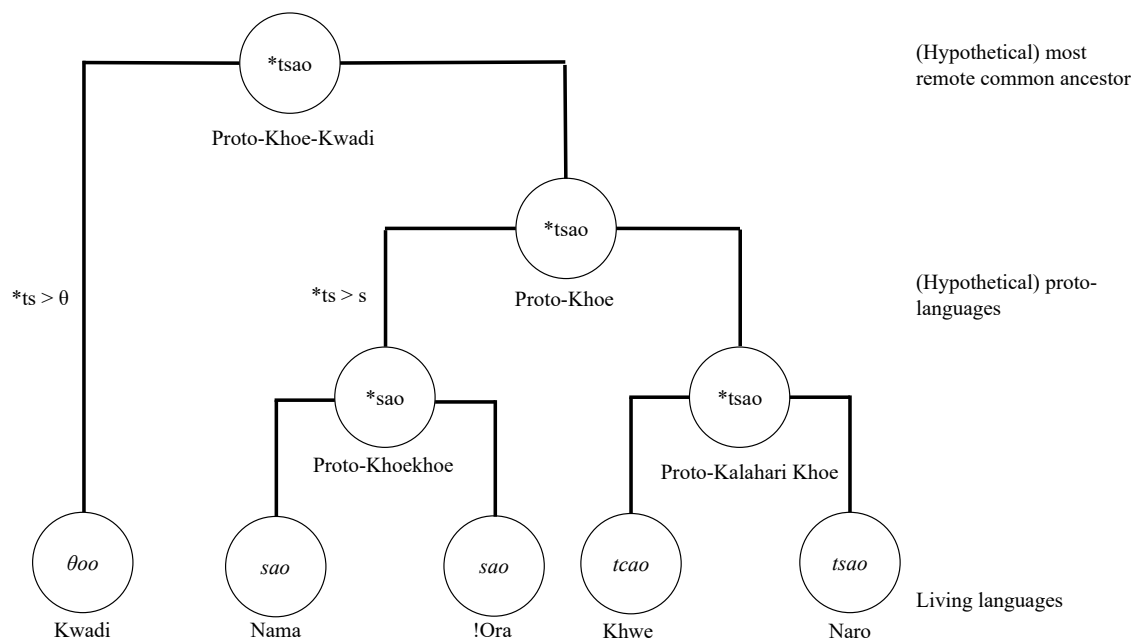 *tsao
(Hypothetical) most
remote common ancestor
Proto-Khoe-Kwadi
*tsao
*ts > θ
*ts > s
Proto-Khoe
(Hypothetical) proto-
languages
*sao
*tsao
Proto-Khoekhoe
Proto-Kalahari Khoe
θoo
sao
sao
tcao
tsao
Living languages
Kwadi
Nama
!Ora
Khwe
Naro